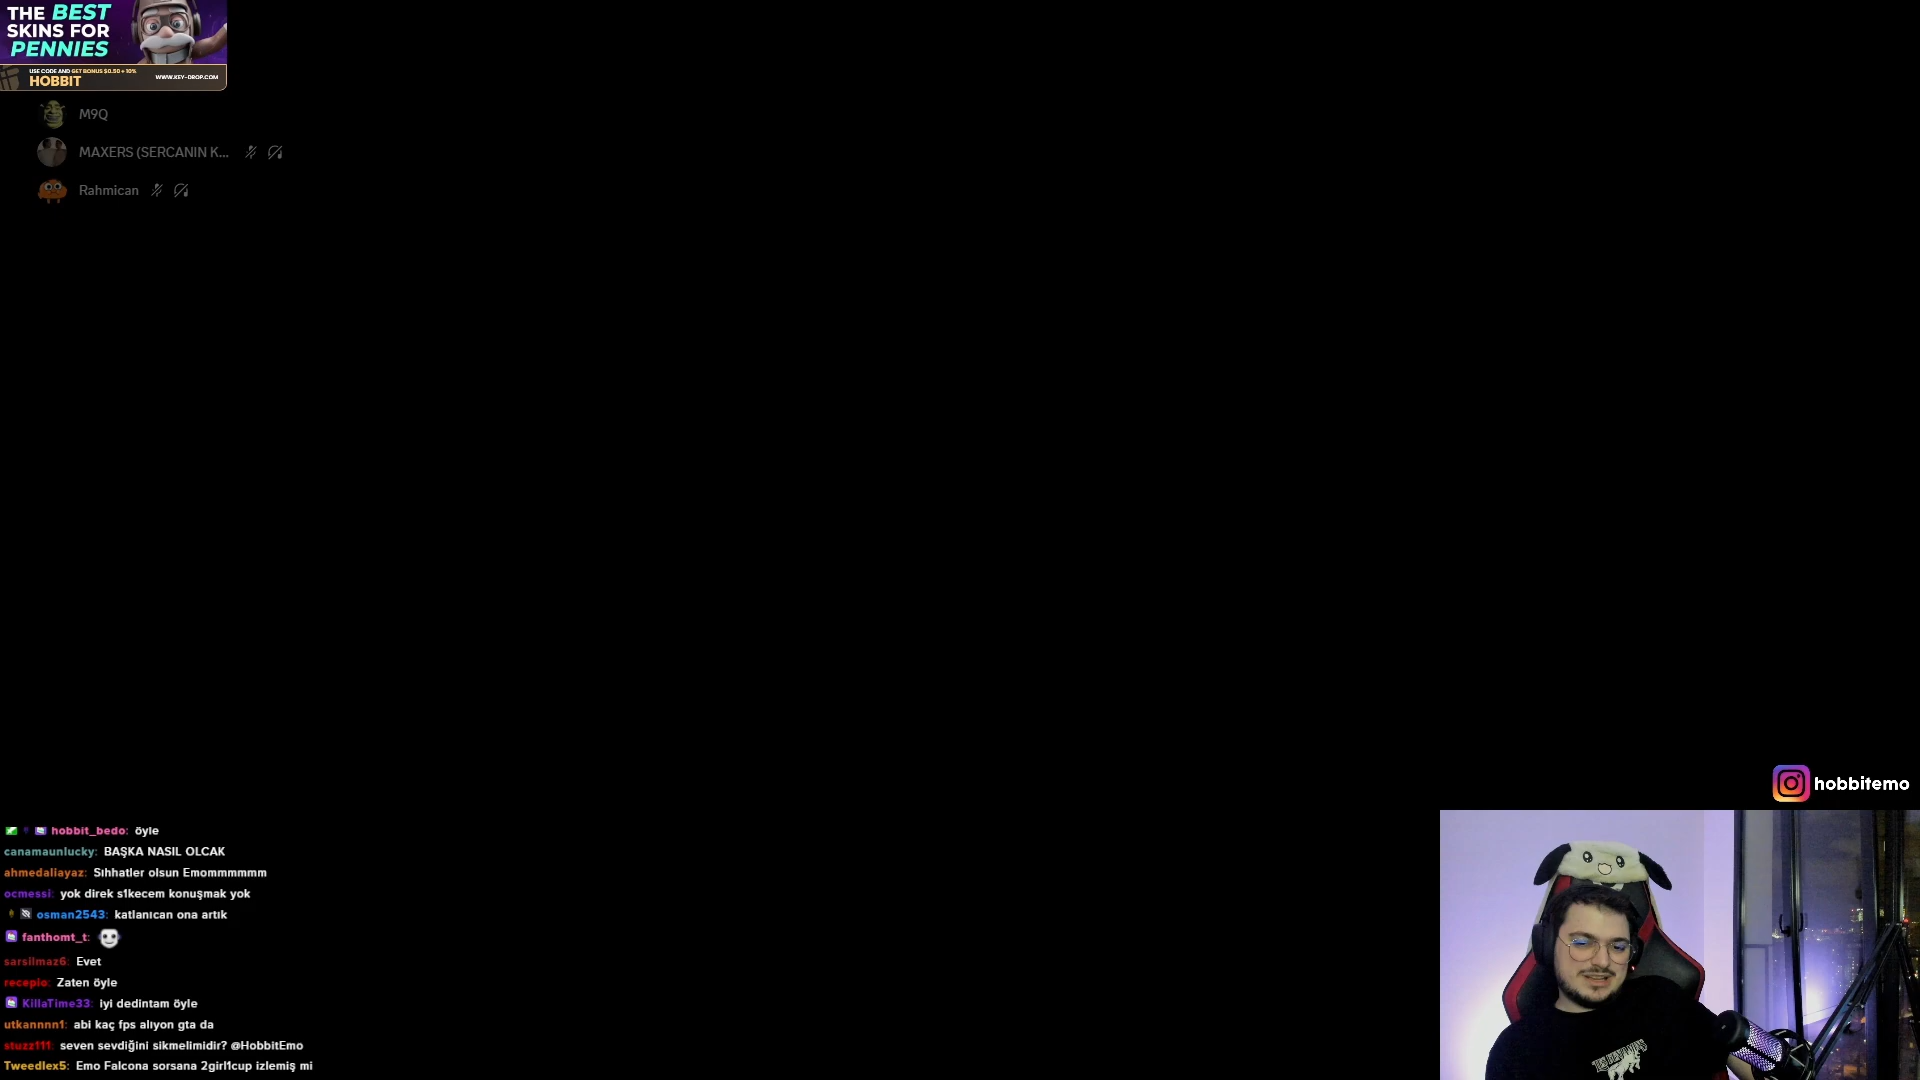 THE BEST
SKINS FOR
PENNIES
USE CODE AND GET BONUS $0.50 + 10%
HOBBIT
WWW.KEY-DROP.COM
M9Q
MAXERS (SERCANIN K...
Rahmican
hobbitemo
hobbit_bedo: öyle
canamaunlucky: BAŞKA NASIL OLCAK
ahmedaliayaz: Sıhhatler olsun Emommmmmm
ocmessi: yok direk s1kecem konuşmak yok
osman2543: katlanıcan ona artık
fanthomt_t:
sarsilmaz6: Evet
recepio: Zaten öyle
KillaTime33: iyi dedintam öyle
utkannnn1: abi kaç fps alıyon gta da
stuzz111: seven sevdiğini sikmelimidir? @HobbitEmo
Tweedlex5: Emo Falcona sorsana 2girl1cup izlemiş mi